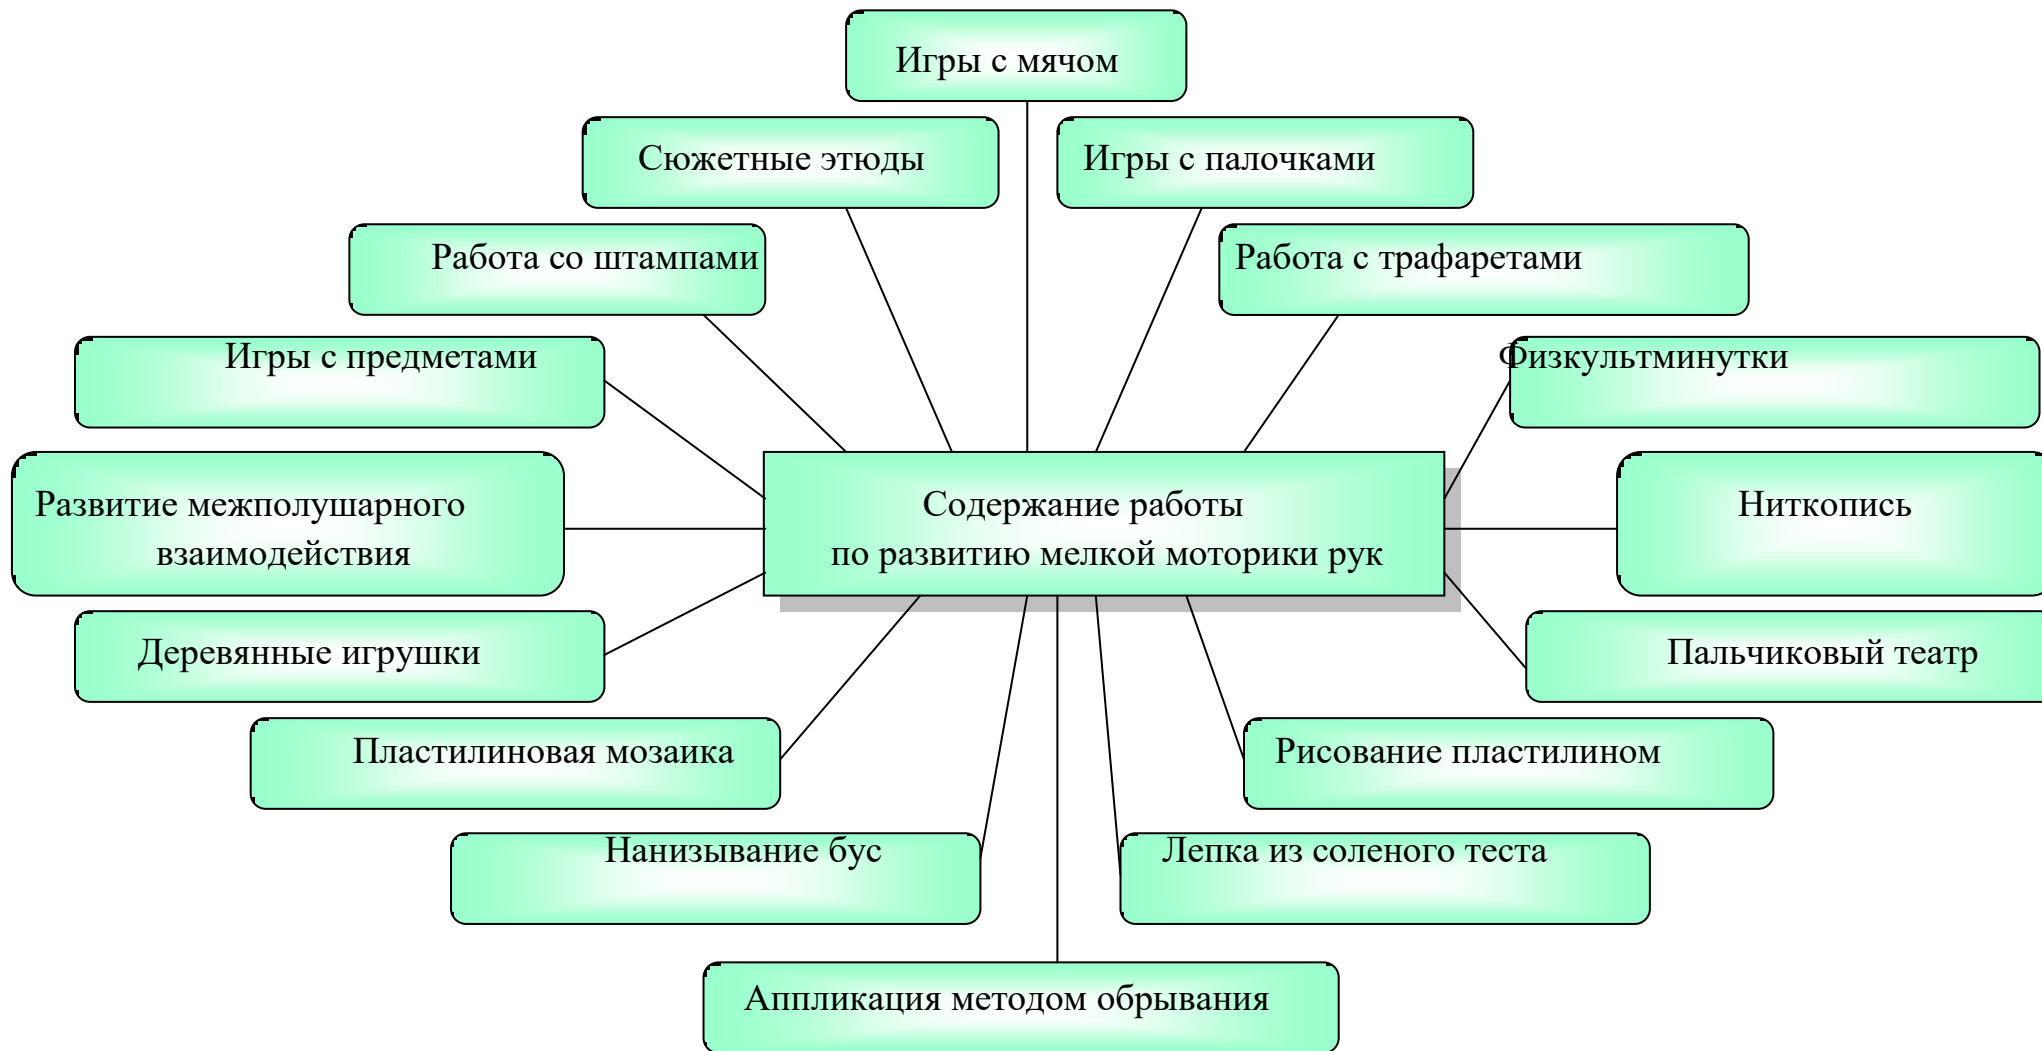 Игры с мячом
Сюжетные этюды
Игры с палочками
Работа со штампами
Работа с трафаретами
Игры с предметами
Физкультминутки
Развитие межполушарного
взаимодействия
Содержание работы
по развитию мелкой моторики рук
Ниткопись
Деревянные игрушки
Пальчиковый театр
Пластилиновая мозаика
Рисование пластилином
Нанизывание бус
Лепка из соленого теста
Аппликация методом обрывания